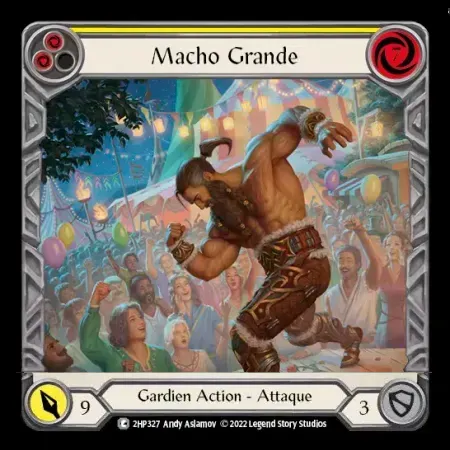 Macho Grande
Gardien Action - Attaque
9
3
C 2HP327 Andy Aslamov © 2022 Legend Story Studios